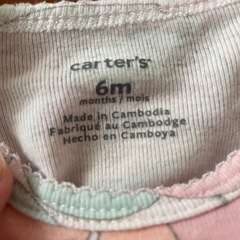 carter's
6m
months / mois
Made in Cambodia
Fabriqué au Cambodge
Hecho en Camboya